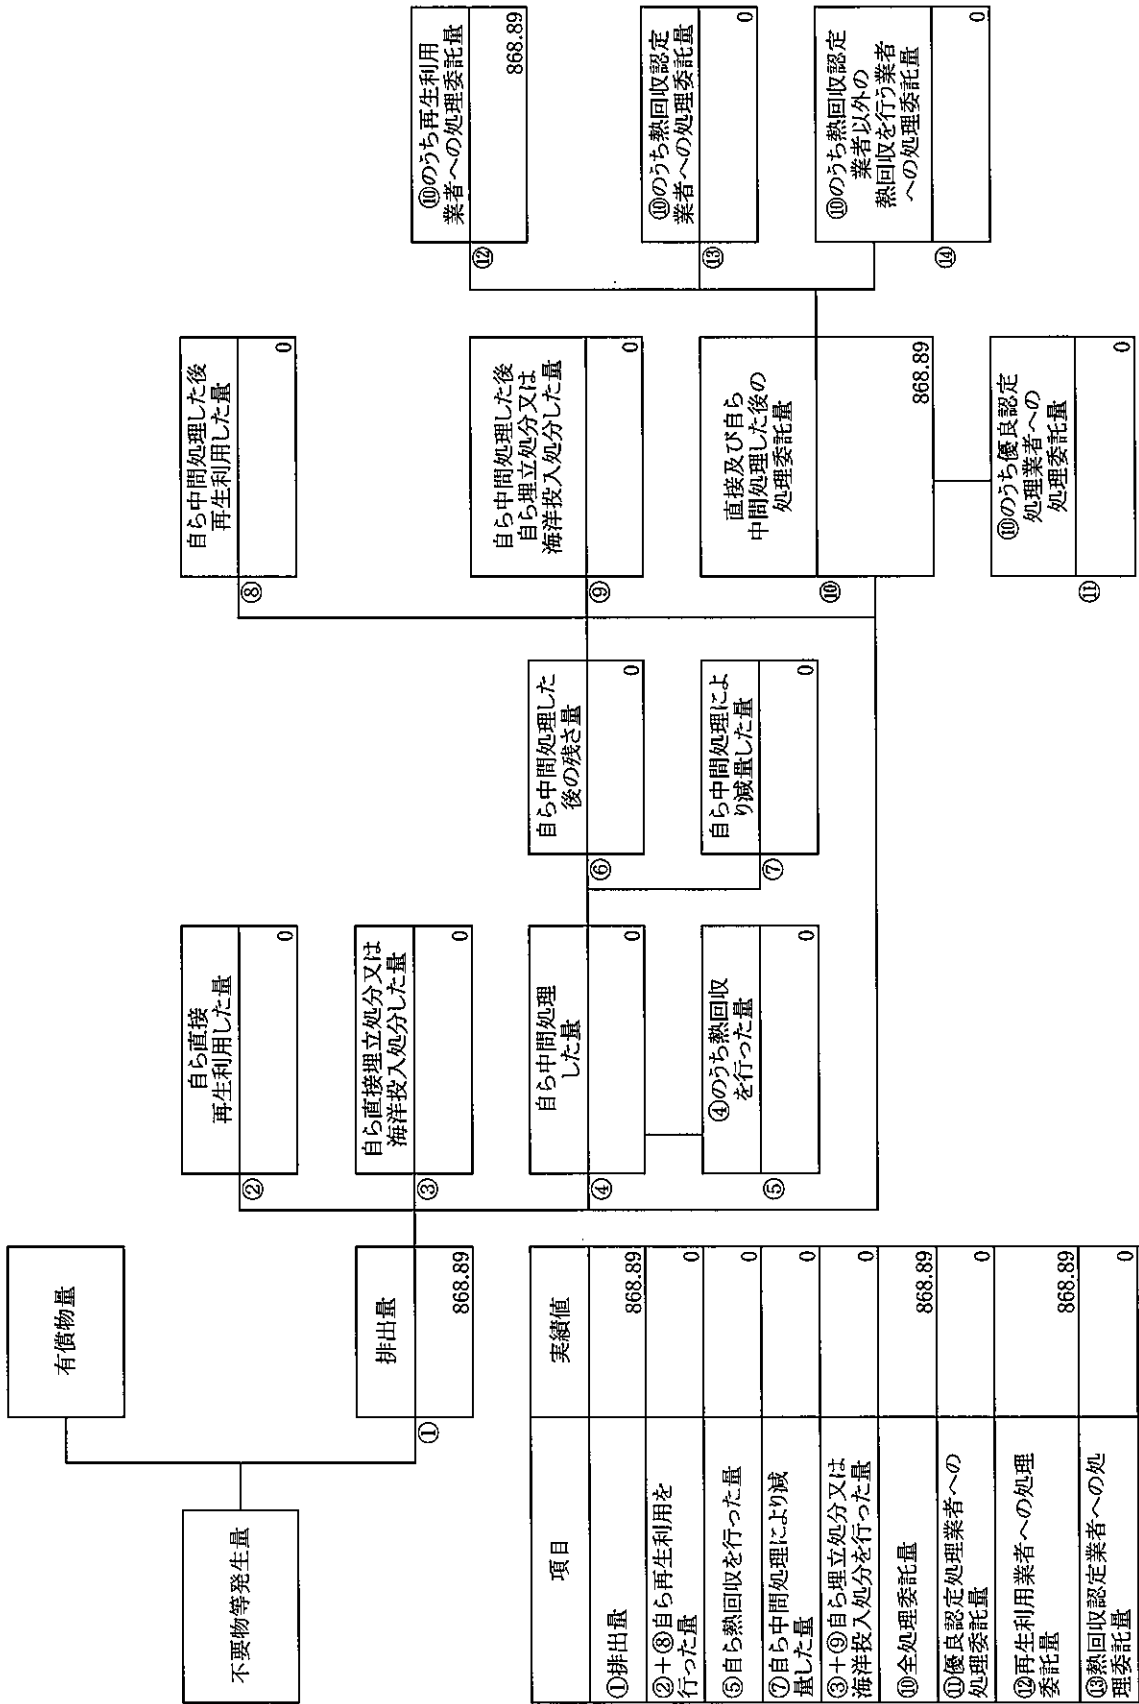 不要物等発生量
有償物量
排出量
①
868.89
自ら直接
再生利用した量
②
0
自ら直接埋立処分又は
海洋投入処分した量
③
0
自ら中間処理
した量
④
0
④のうち熱回収
を行った量
⑤
0
自ら中間処理した
後の残さ量
⑥
0
自ら中間処理によ
り減量した量
⑦
0
自ら中間処理した後
再生利用した量
⑧
0
自ら中間処理した後
自ら埋立処分又は
海洋投入処分した量
⑨
0
直接及び自ら
中間処理した後の
処理委託量
⑩
868.89
⑩のうち優良認定
処理業者への
処理委託量
⑪
0
⑩のうち再生利用
業者への処理委託量
⑫
868.89
⑩のうち熱回収認定
業者への処理委託量
⑬
0
⑩のうち熱回収認定
業者以外の
熱回収を行う業者
への処理委託量
⑭
0
項目 実績値
①排出量 868.89
②+⑧自ら再生利用を
行った量 0
⑤自ら熱回収を行った量 0
⑦自ら中間処理により減
量した量 0
③+⑨自ら埋立処分又は
海洋投入処分を行った量 0
⑩全処理委託量 868.89
⑪優良認定処理業者への
処理委託量 0
⑫再生利用業者への処理
委託量 868.89
⑬熱回収認定業者への処
理委託量 0